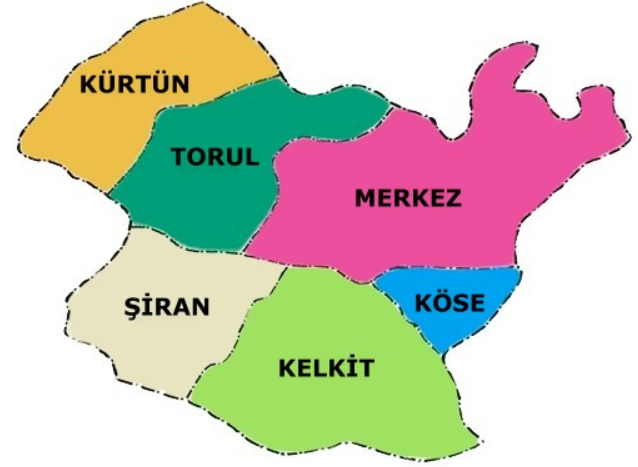 KÜRTÜN
TORUL
MERKEZ
ŞİRAN
KÖSE
KELKİT